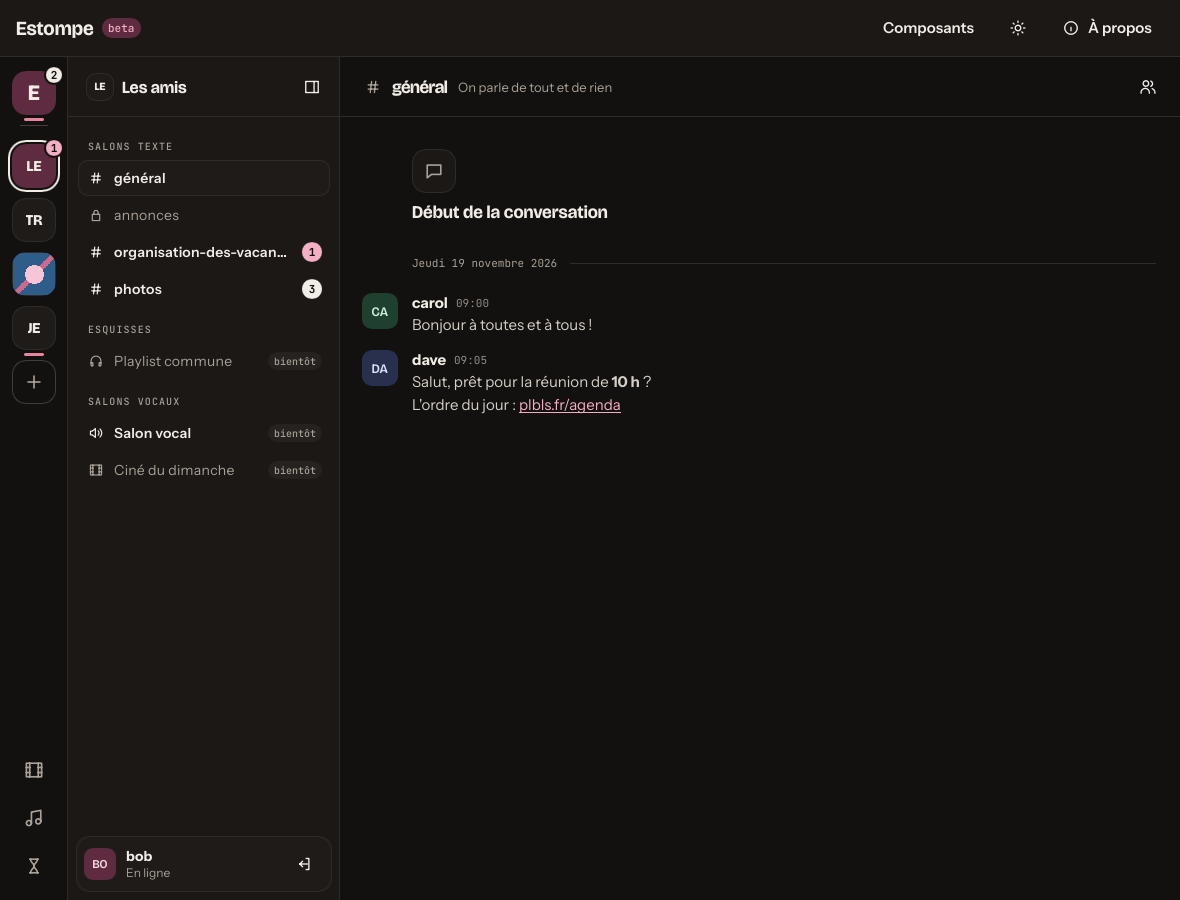 Estompe beta
Composants
À propos
E 2
LE 1
TR
JE
LE Les amis
SALONS TEXTE
# général
annonces
# organisation-des-vacan… 1
# photos 3
ESQUISSES
Playlist commune bientôt
SALONS VOCAUX
Salon vocal bientôt
Ciné du dimanche bientôt
BO bob
En ligne
# général On parle de tout et de rien
Début de la conversation
Jeudi 19 novembre 2026
CA carol 09:00
Bonjour à toutes et à tous !
DA dave 09:05
Salut, prêt pour la réunion de 10 h ?
L'ordre du jour : plbls.fr/agenda